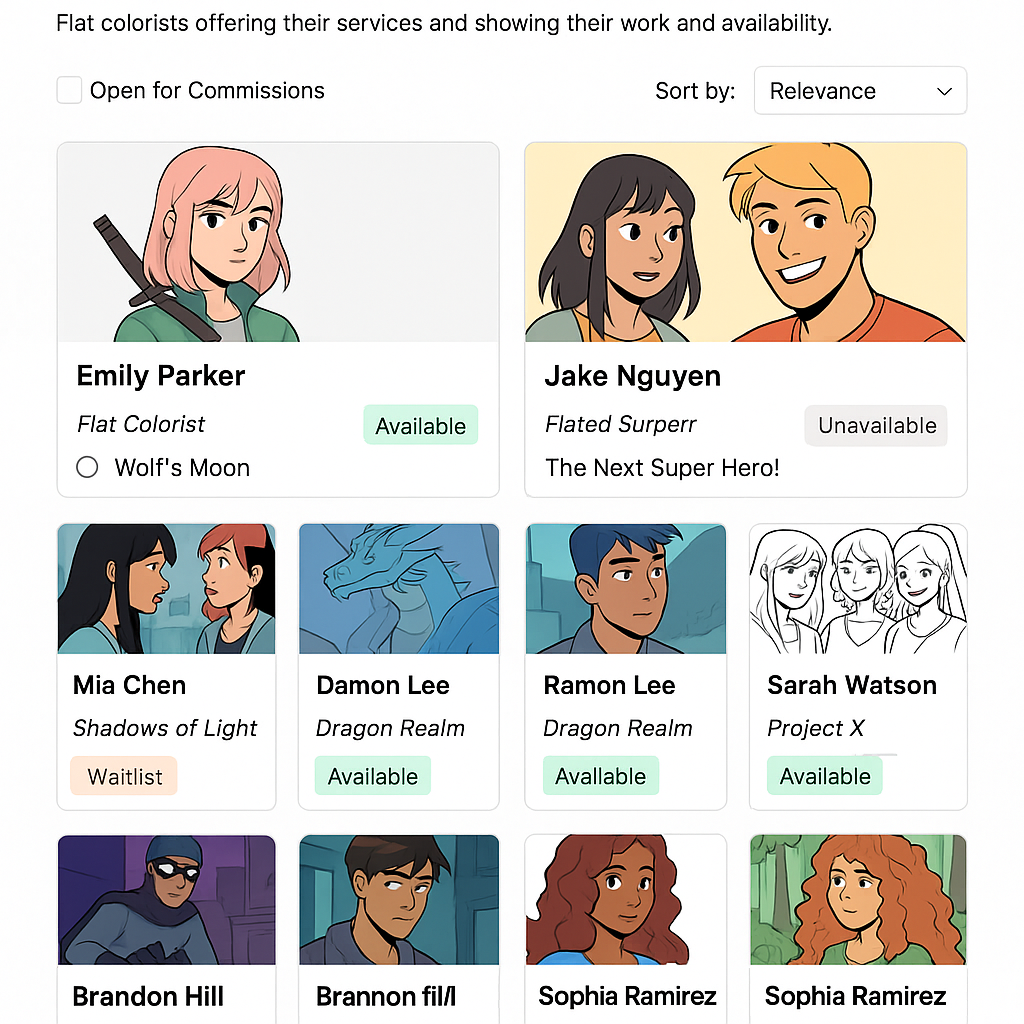 Flat colorists offering their services and showing their work and availability.
Open for Commissions
Sort by: Relevance
Emily Parker
Flat Colorist
Available
Wolf's Moon
Jake Nguyen
Flated Surperr
Unavailable
The Next Super Hero!
Mia Chen
Shadows of Light
Waitlist
Damon Lee
Dragon Realm
Available
Ramon Lee
Dragon Realm
Avallable
Sarah Watson
Project X
Available
Brandon Hill
Brannon fil/l
Sophia Ramirez
Sophia Ramirez